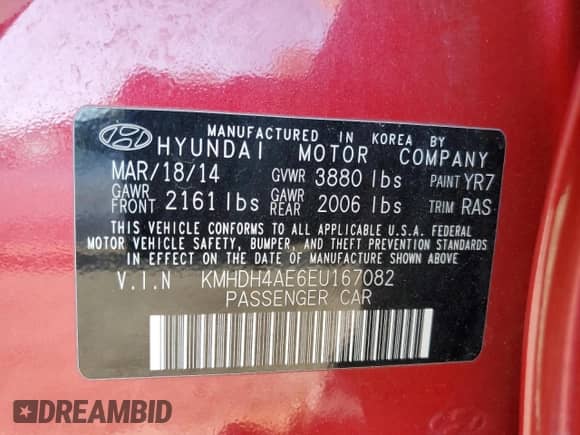 MANUFACTURED IN KOREA BY
HYUNDAI MOTOR COMPANY
MAR/18/14 GVWR 3880 lbs PAINT YR7
GAWR FRONT 2161 lbs GAWR REAR 2006 lbs TRIM RAS
THIS VEHICLE CONFORMS TO ALL APPLICABLE U.S.A. FEDERAL
MOTOR VEHICLE SAFETY, BUMPER, AND THEFT PREVENTION STANDARDS
IN EFFECT ON THE DATE OF MANUFACTURE SHOWN ABOVE
V.I.N KMHDH4AE6EU167082
PASSENGER CAR
DREAMBID